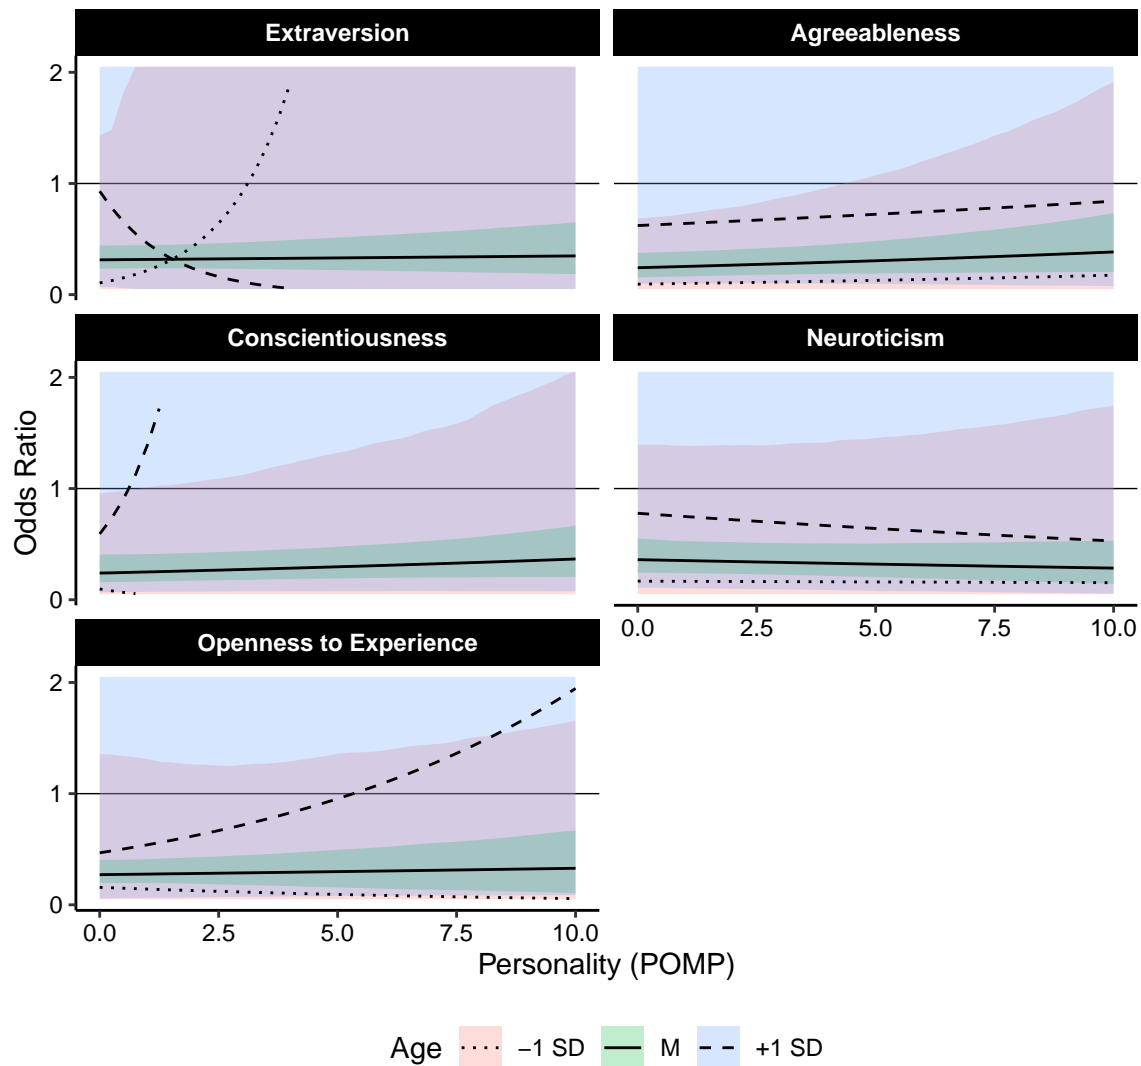 Extraversion
Agreeableness
2
1
0
Conscientiousness
Neuroticism
2
1
0
0.0 2.5 5.0 7.5 10.0
Openness to Experience
2
1
0
0.0 2.5 5.0 7.5 10.0
Odds Ratio
Personality (POMP)
Age −1 SD M +1 SD